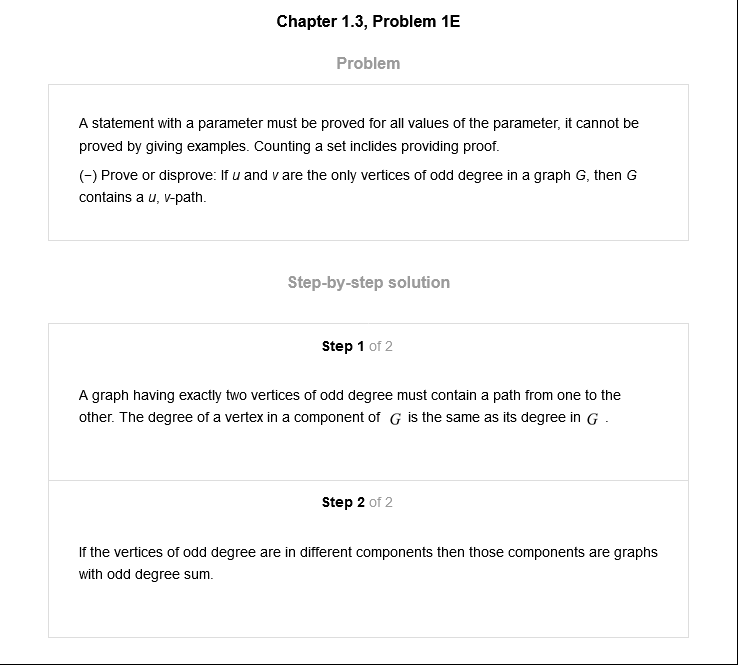 Chapter 1.3, Problem 1E
Problem
A statement with a parameter must be proved for all values of the parameter, it cannot be
proved by giving examples. Counting a set inclides providing proof.
(−) Prove or disprove: If u and v are the only vertices of odd degree in a graph G, then G
contains a u, v-path.
Step-by-step solution
Step 1 of 2
A graph having exactly two vertices of odd degree must contain a path from one to the
other. The degree of a vertex in a component of G is the same as its degree in G .
Step 2 of 2
If the vertices of odd degree are in different components then those components are graphs
with odd degree sum.